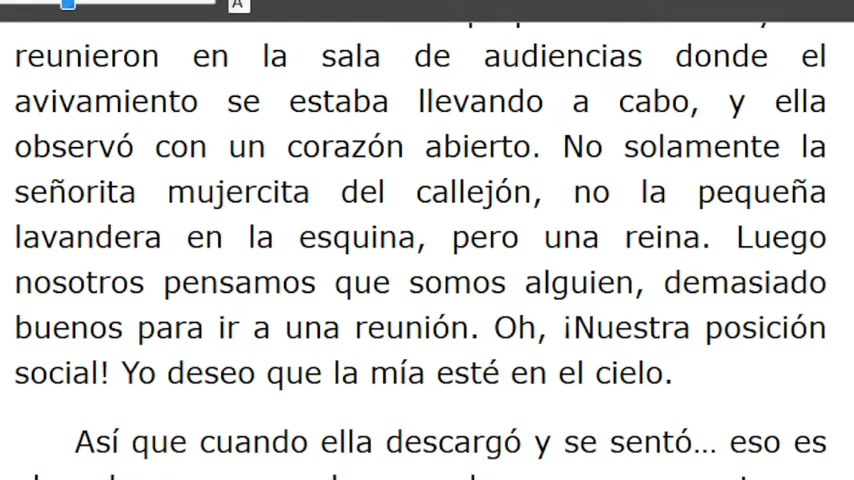 A
reunieron en la sala de audiencias donde el
avivamiento se estaba llevando a cabo, y ella
observó con un corazón abierto. No solamente la
señorita mujercita del callejón, no la pequeña
lavandera en la esquina, pero una reina. Luego
nosotros pensamos que somos alguien, demasiado
buenos para ir a una reunión. Oh, ¡Nuestra posición
social! Yo deseo que la mía esté en el cielo.
Así que cuando ella descargó y se sentó... eso es